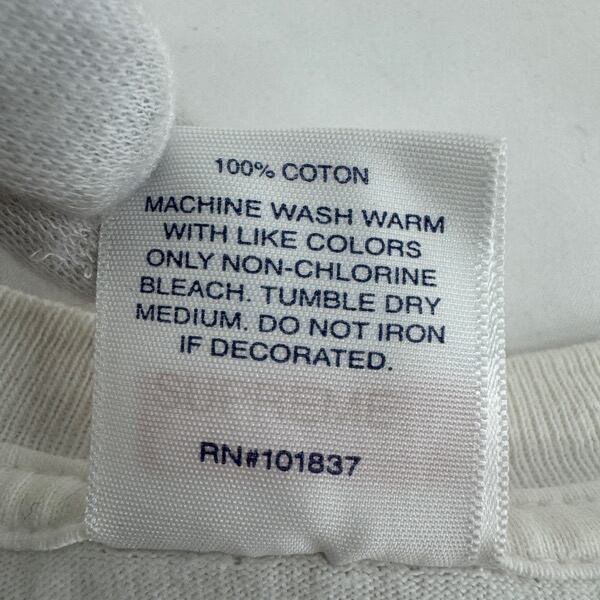 100% COTON
MACHINE WASH WARM
WITH LIKE COLORS
ONLY NON-CHLORINE
BLEACH. TUMBLE DRY
MEDIUM. DO NOT IRON
IF DECORATED.
RN#101837